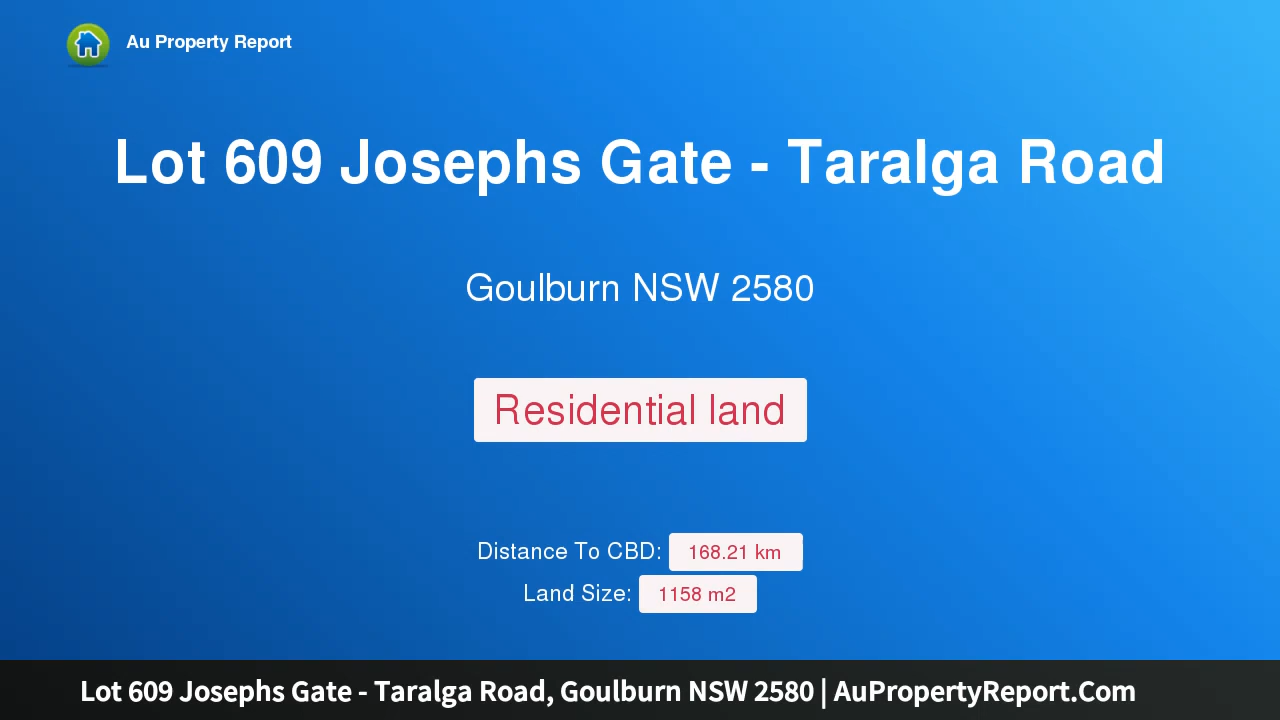 Au Property Report
Lot 609 Josephs Gate - Taralga Road
Goulburn NSW 2580
Residential land
Distance To CBD: 168.21 km
Land Size: 1158 m2
Lot 609 Josephs Gate - Taralga Road, Goulburn NSW 2580 | AuPropertyReport.Com